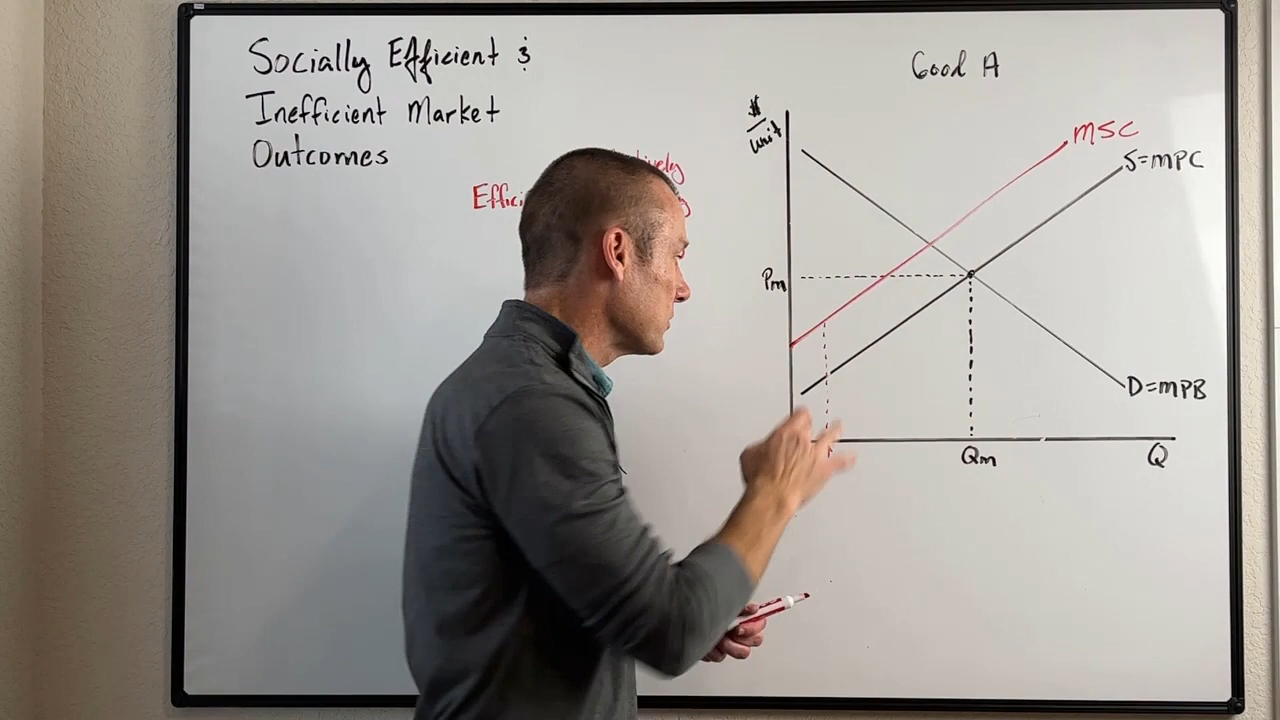 Socially Efficient &
Inefficient Market
Outcomes
Good A
$
unit
MSC
S=MPC
Pm
D=MPB
Qm
Q